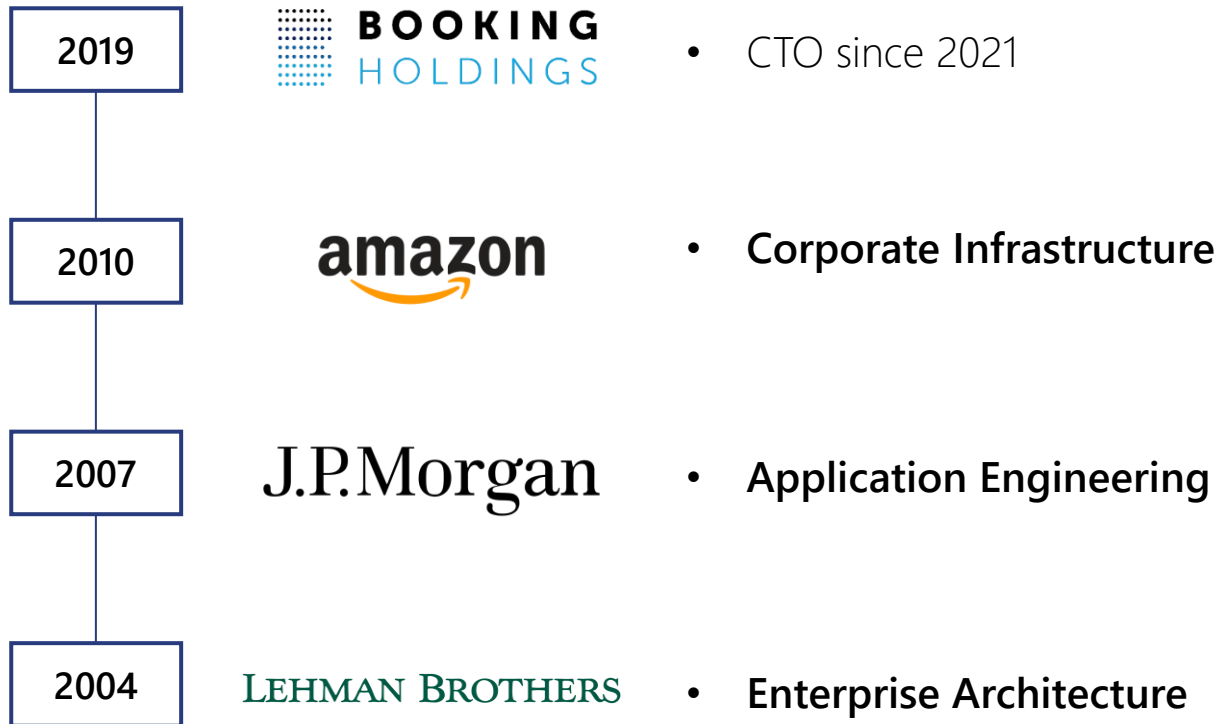 2019
BOOKING
HOLDINGS
• CTO since 2021
2010
amazon
• Corporate Infrastructure
2007
J.P.Morgan
• Application Engineering
2004
LEHMAN BROTHERS
• Enterprise Architecture